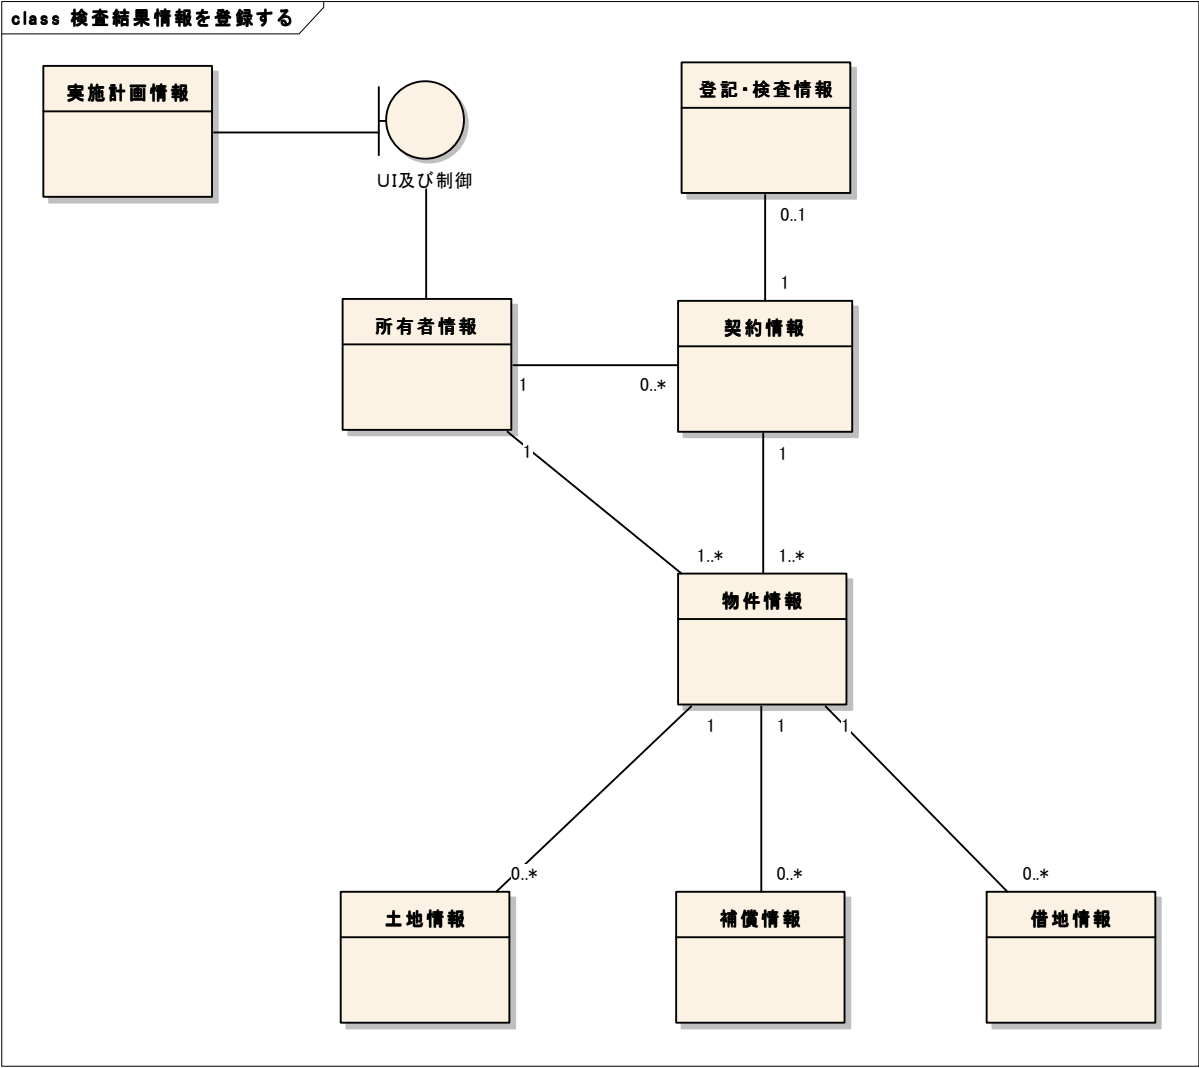 class 検査結果情報を登録する
実施計画情報
UI及び制御
登記・検査情報
0..1
1
所有者情報
契約情報
1
0..*
1
1
1..*
1..*
物件情報
1
1
1
0..*
0..*
0..*
土地情報
補償情報
借地情報